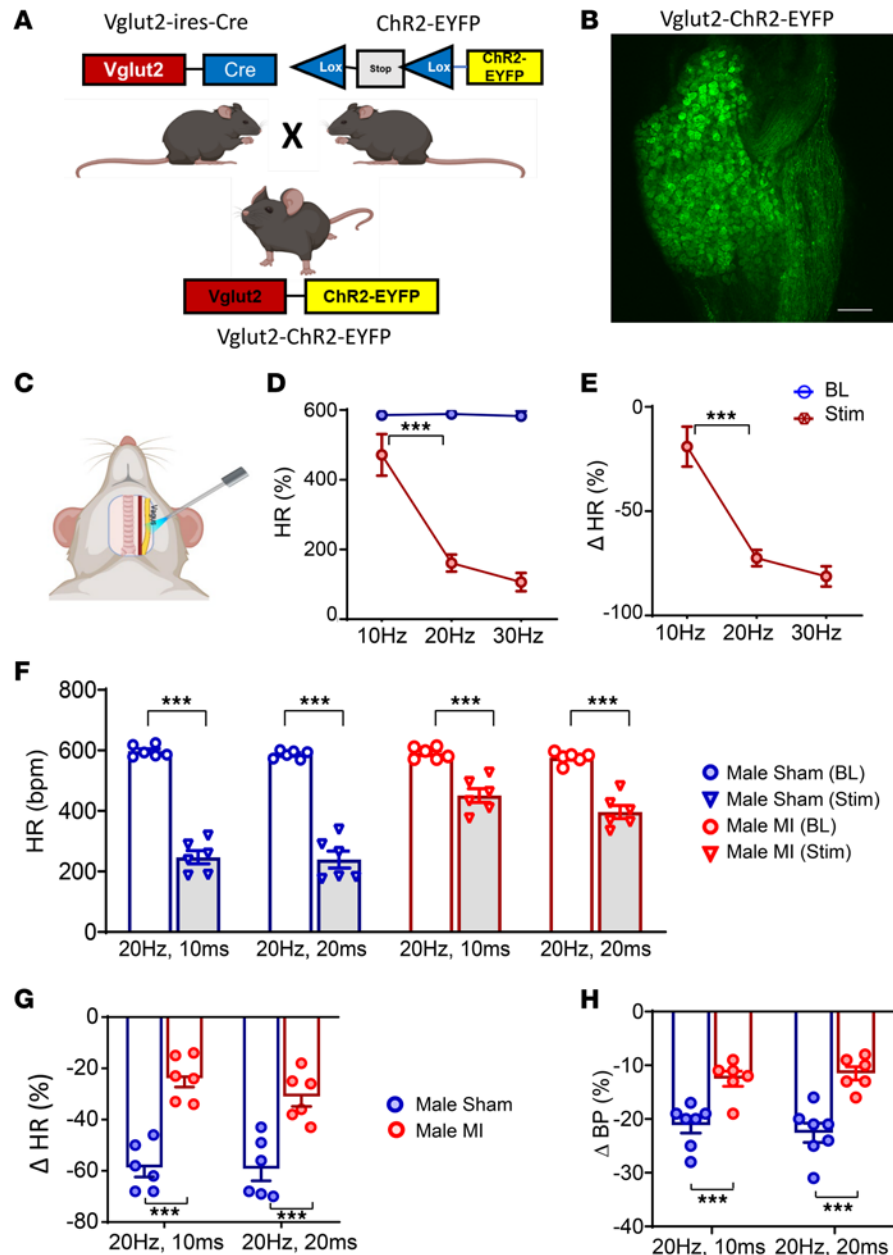 A
Vglut2-ires-Cre
ChR2-EYFP
Vglut2
Cre
Lox
Stop
Lox
ChR2-
EYFP
X
Vglut2
ChR2-EYFP
Vglut2-ChR2-EYFP
B
Vglut2-ChR2-EYFP
C
Vagus
D
HR (%)
600
400
200
0
***
10Hz
20Hz
30Hz
E
Δ HR (%)
0
-50
-100
***
10Hz
20Hz
30Hz
BL
Stim
F
HR (bpm)
800
600
400
200
0
***
***
***
***
20Hz, 10ms
20Hz, 20ms
20Hz, 10ms
20Hz, 20ms
Male Sham (BL)
Male Sham (Stim)
Male MI (BL)
Male MI (Stim)
G
Δ HR (%)
0
-20
-40
-60
-80
***
***
20Hz, 10ms
20Hz, 20ms
Male Sham
Male MI
H
Δ BP (%)
0
-10
-20
-30
-40
***
***
20Hz, 10ms
20Hz, 20ms